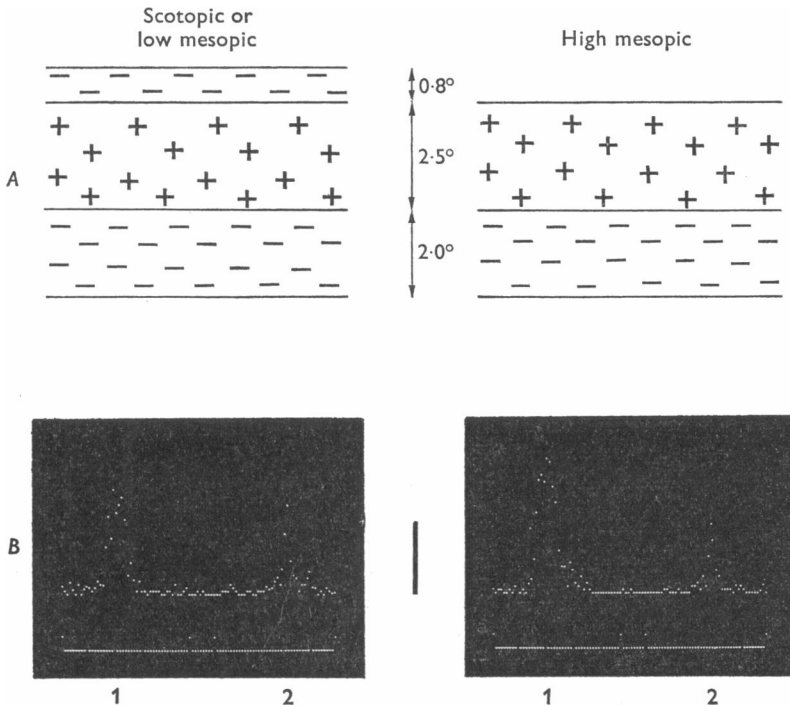 Scotopic or
low mesopic
High mesopic
0·8°
2·5°
2·0°
A
B
1 2 1 2